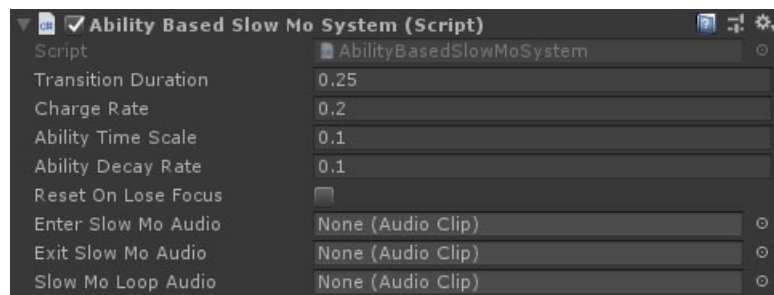 Ability Based Slow Mo System (Script)
Script AbilityBasedSlowMoSystem
Transition Duration 0.25
Charge Rate 0.2
Ability Time Scale 0.1
Ability Decay Rate 0.1
Reset On Lose Focus
Enter Slow Mo Audio None (Audio Clip)
Exit Slow Mo Audio None (Audio Clip)
Slow Mo Loop Audio None (Audio Clip)